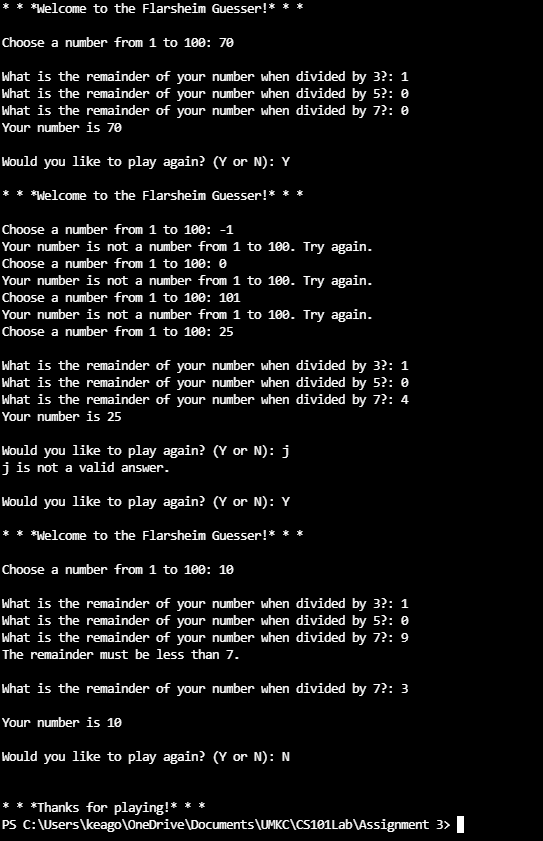 * * *Welcome to the Flarsheim Guesser!* * *
Choose a number from 1 to 100: 70
What is the remainder of your number when divided by 3?: 1
What is the remainder of your number when divided by 5?: 0
What is the remainder of your number when divided by 7?: 0
Your number is 70
Would you like to play again? (Y or N): Y
* * *Welcome to the Flarsheim Guesser!* * *
Choose a number from 1 to 100: -1
Your number is not a number from 1 to 100. Try again.
Choose a number from 1 to 100: 0
Your number is not a number from 1 to 100. Try again.
Choose a number from 1 to 100: 101
Your number is not a number from 1 to 100. Try again.
Choose a number from 1 to 100: 25
What is the remainder of your number when divided by 3?: 1
What is the remainder of your number when divided by 5?: 0
What is the remainder of your number when divided by 7?: 4
Your number is 25
Would you like to play again? (Y or N): j
j is not a valid answer.
Would you like to play again? (Y or N): Y
* * *Welcome to the Flarsheim Guesser!* * *
Choose a number from 1 to 100: 10
What is the remainder of your number when divided by 3?: 1
What is the remainder of your number when divided by 5?: 0
What is the remainder of your number when divided by 7?: 9
The remainder must be less than 7.
What is the remainder of your number when divided by 7?: 3
Your number is 10
Would you like to play again? (Y or N): N
* * *Thanks for playing!* * *
PS C:\Users\keago\OneDrive\Documents\UMKC\CS101Lab\Assignment 3>